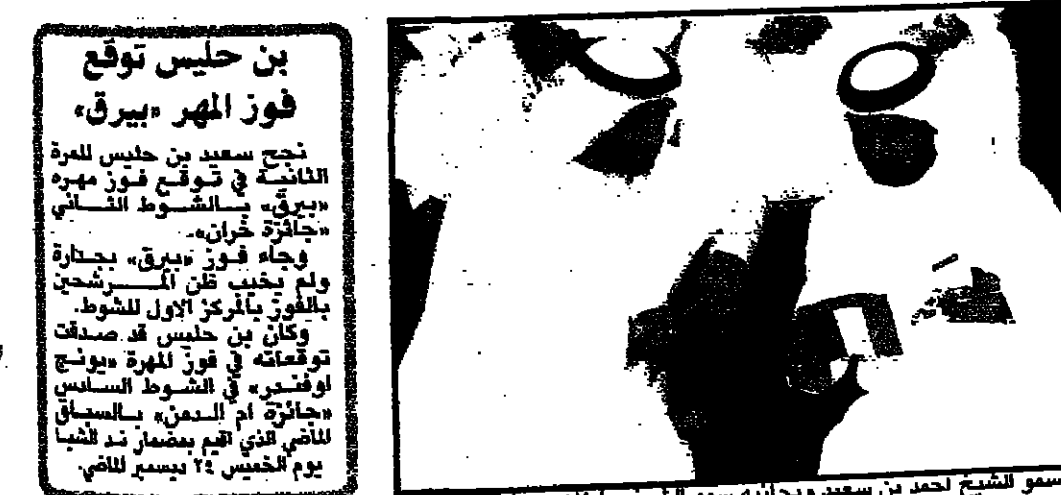 بن حليس توقع
فوز المهر «بيرق»
نجح سعيد بن حليس للمرة
الثانية في توقع فوز مهره
«بيرق» بالشوط الثاني
«جائزة خران».
وجاء فوز «بيرق» بجدارة
ولم يخيب ظن المرشحين
بالفوز بالمركز الاول للشوط.
وكان بن حليس قد صدقت
توقعاته في فوز المهرة «يونج
اوفندر» في الشوط السادس
«جائزة ام الدمن» بالسباق
الماضي الذي اقيم بمضمار ند الشبا
يوم الخميس ٢٤ ديسمبر الماضي.
سمو الشيخ احمد بن سعيد وبجانبه سمو